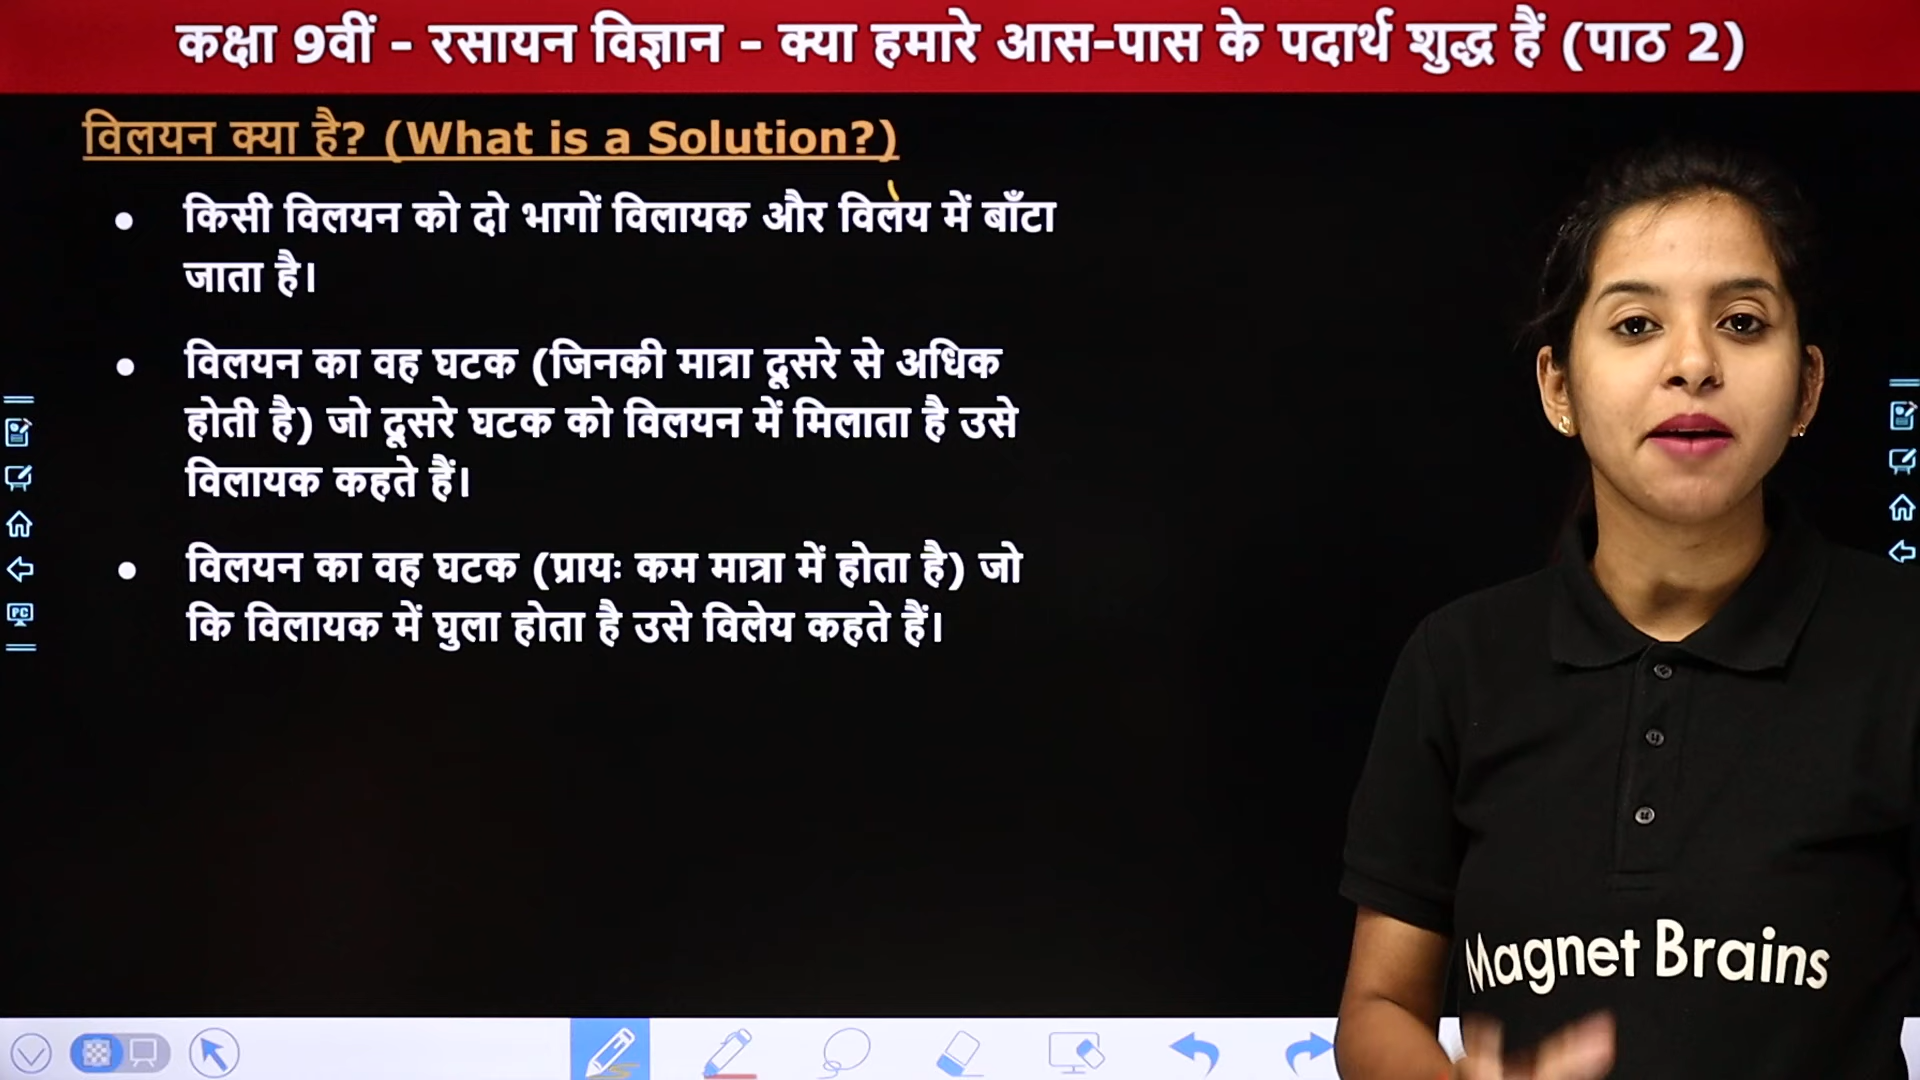 कक्षा 9वीं - रसायन विज्ञान - क्या हमारे आस-पास के पदार्थ शुद्ध हैं (पाठ 2)
विलयन क्या है? (What is a Solution?)
• किसी विलयन को दो भागों विलायक और विलेय में बाँटा
जाता है।
• विलयन का वह घटक (जिनकी मात्रा दूसरे से अधिक
होती है) जो दूसरे घटक को विलयन में मिलाता है उसे
विलायक कहते हैं।
• विलयन का वह घटक (प्रायः कम मात्रा में होता है) जो
कि विलायक में घुला होता है उसे विलेय कहते हैं।
PC
Magnet Brains